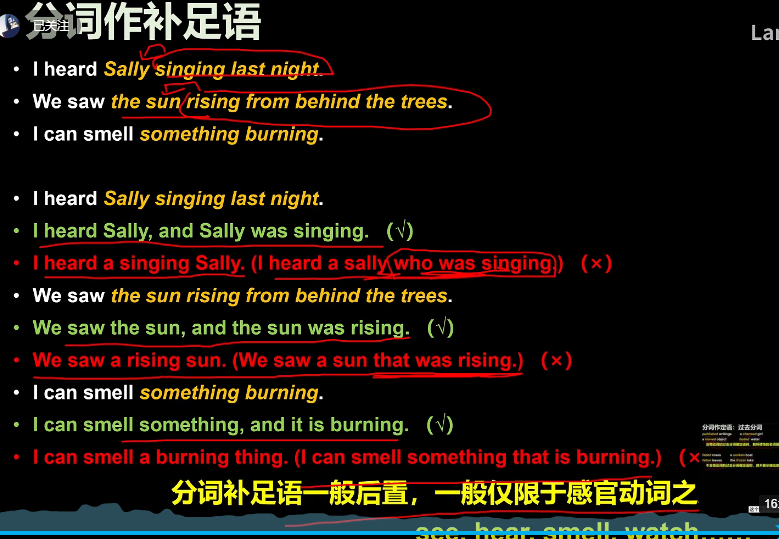 分词作补足语
已关注
Lar
• I heard Sally singing last night.
• We saw the sun rising from behind the trees.
• I can smell something burning.
• I heard Sally singing last night.
• I heard Sally, and Sally was singing. (√)
• I heard a singing Sally. (I heard a sally who was singing.) (×)
• We saw the sun rising from behind the trees.
• We saw the sun, and the sun was rising. (√)
• We saw a rising sun. (We saw a sun that was rising.) (×)
• I can smell something burning.
• I can smell something, and it is burning. (√)
• I can smell a burning thing. (I can smell something that is burning.) (×
分词作定语：过去分词
分词补足语一般后置，一般仅限于感官动词之
16:
see, hear, smell, watch……